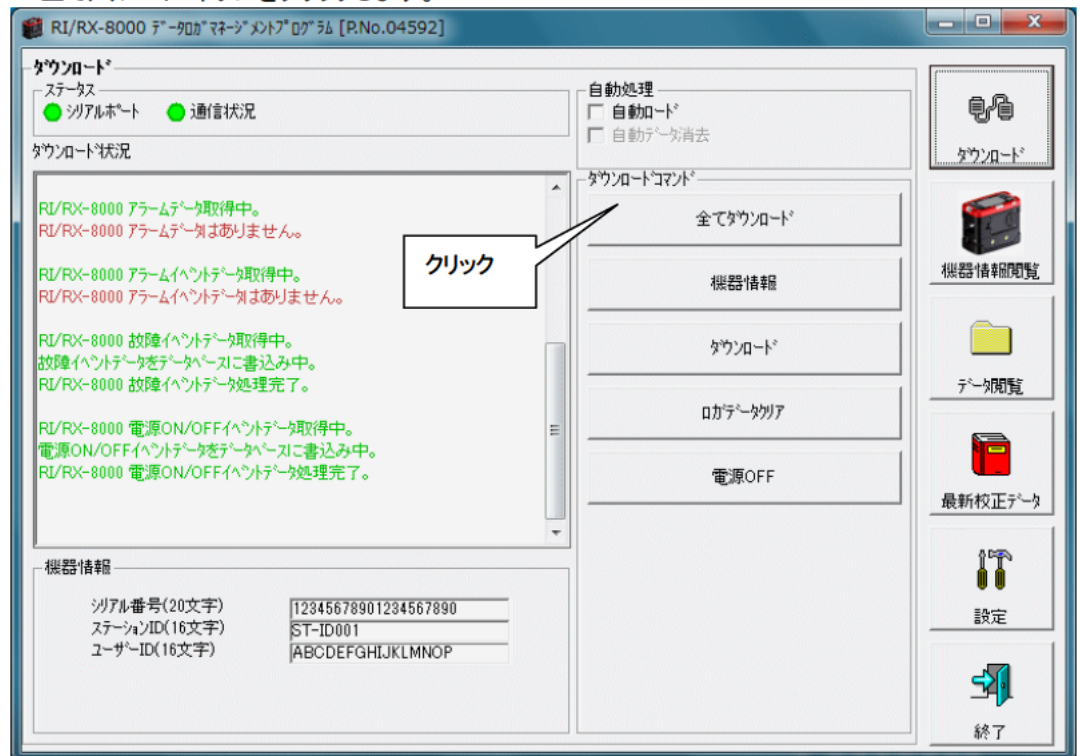 RI/RX-8000 ﾃﾞｰﾀﾛｶﾞﾏﾈｰｼﾞﾒﾝﾄﾌﾟﾛｸﾞﾗﾑ [P.No.04592]
ﾀﾞｳﾝﾛｰﾄﾞ
ｽﾃｰﾀｽ
ｼﾘｱﾙﾎﾟｰﾄ
通信状況
自動処理
自動ﾛｰﾄﾞ
自動ﾃﾞｰﾀ消去
ﾀﾞｳﾝﾛｰﾄﾞ状況
RI/RX-8000 ｱﾗｰﾑﾃﾞｰﾀ取得中。
RI/RX-8000 ｱﾗｰﾑﾃﾞｰﾀはありません。
RI/RX-8000 ｱﾗｰﾑｲﾍﾞﾝﾄﾃﾞｰﾀ取得中。
RI/RX-8000 ｱﾗｰﾑｲﾍﾞﾝﾄﾃﾞｰﾀはありません。
RI/RX-8000 故障ｲﾍﾞﾝﾄﾃﾞｰﾀ取得中。
故障ｲﾍﾞﾝﾄﾃﾞｰﾀをﾃﾞｰﾀﾍﾞｰｽに書込み中。
RI/RX-8000 故障ｲﾍﾞﾝﾄﾃﾞｰﾀ処理完了。
RI/RX-8000 電源ON/OFFｲﾍﾞﾝﾄﾃﾞｰﾀ取得中。
電源ON/OFFｲﾍﾞﾝﾄﾃﾞｰﾀをﾃﾞｰﾀﾍﾞｰｽに書込み中。
RI/RX-8000 電源ON/OFFｲﾍﾞﾝﾄﾃﾞｰﾀ処理完了。
クリック
ﾀﾞｳﾝﾛｰﾄﾞｺﾏﾝﾄﾞ
全てﾀﾞｳﾝﾛｰﾄﾞ
機器情報
ﾀﾞｳﾝﾛｰﾄﾞ
ﾛｶﾞﾃﾞｰﾀｸﾘｱ
電源OFF
機器情報
ｼﾘｱﾙ番号(20文字) 12345678901234567890
ｽﾃｰｼｮﾝID(16文字) ST-ID001
ﾕｰｻﾞｰID(16文字) ABCDEFGHIJKLMNOP
ﾀﾞｳﾝﾛｰﾄﾞ
機器情報閲覧
ﾃﾞｰﾀ閲覧
最新校正ﾃﾞｰﾀ
設定
終了